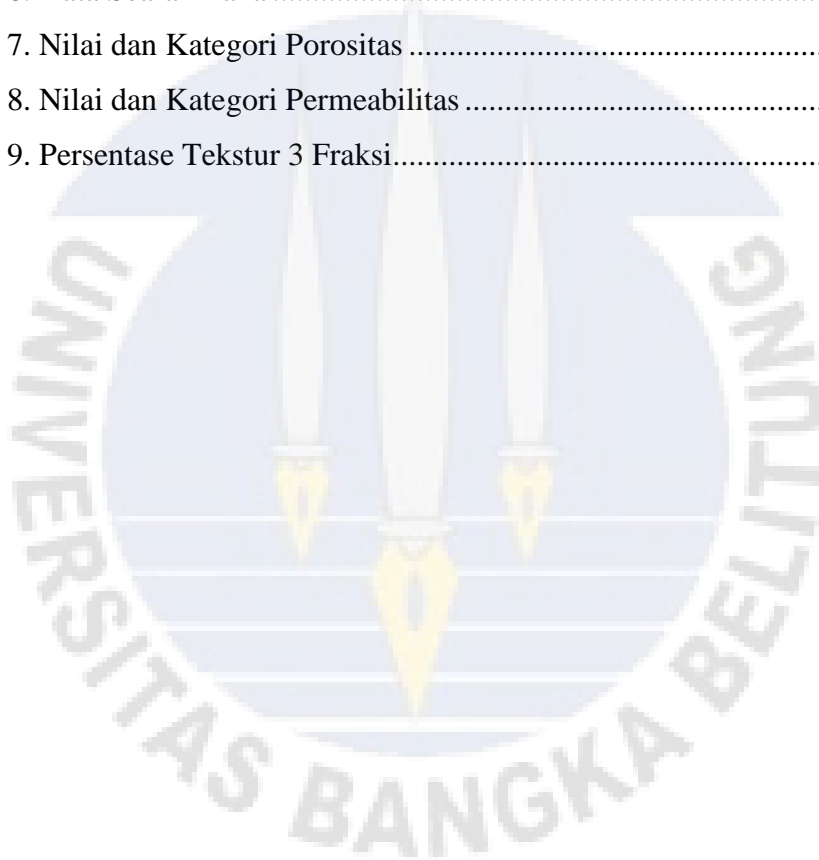 7. Nilai dan Kategori Porositas ....................................................
8. Nilai dan Kategori Permeabilitas .............................................
9. Persentase Tekstur 3 Fraksi......................................................
UNIVERSITAS BANGKA BELITUNG